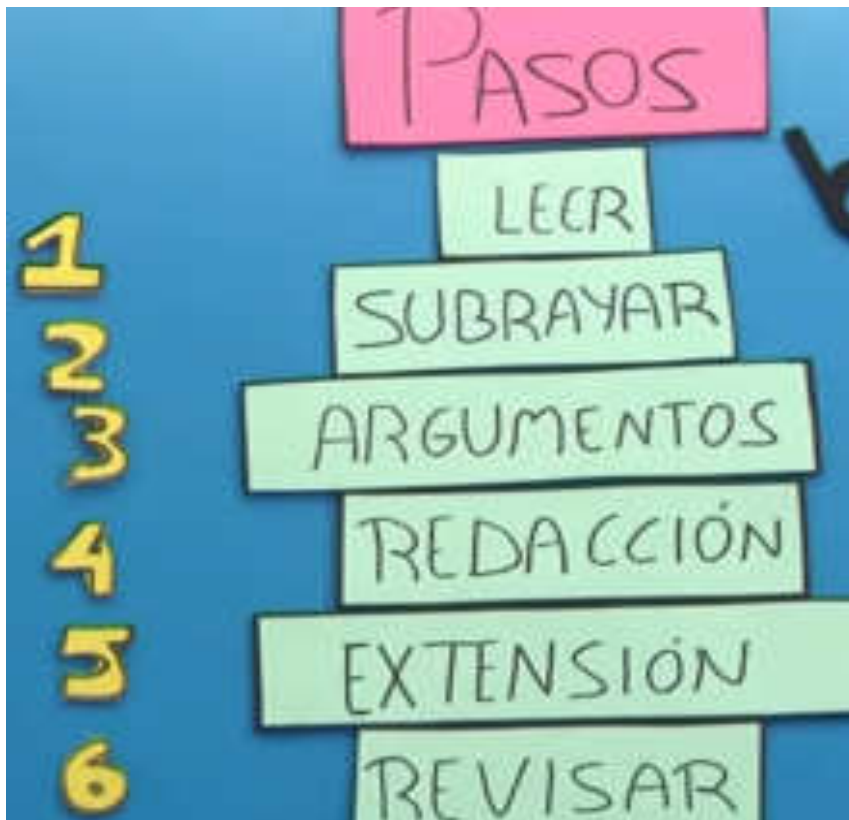 PASOS
1 LEER
2 SUBRAYAR
3 ARGUMENTOS
4 REDACCIÓN
5 EXTENSIÓN
6 REVISAR